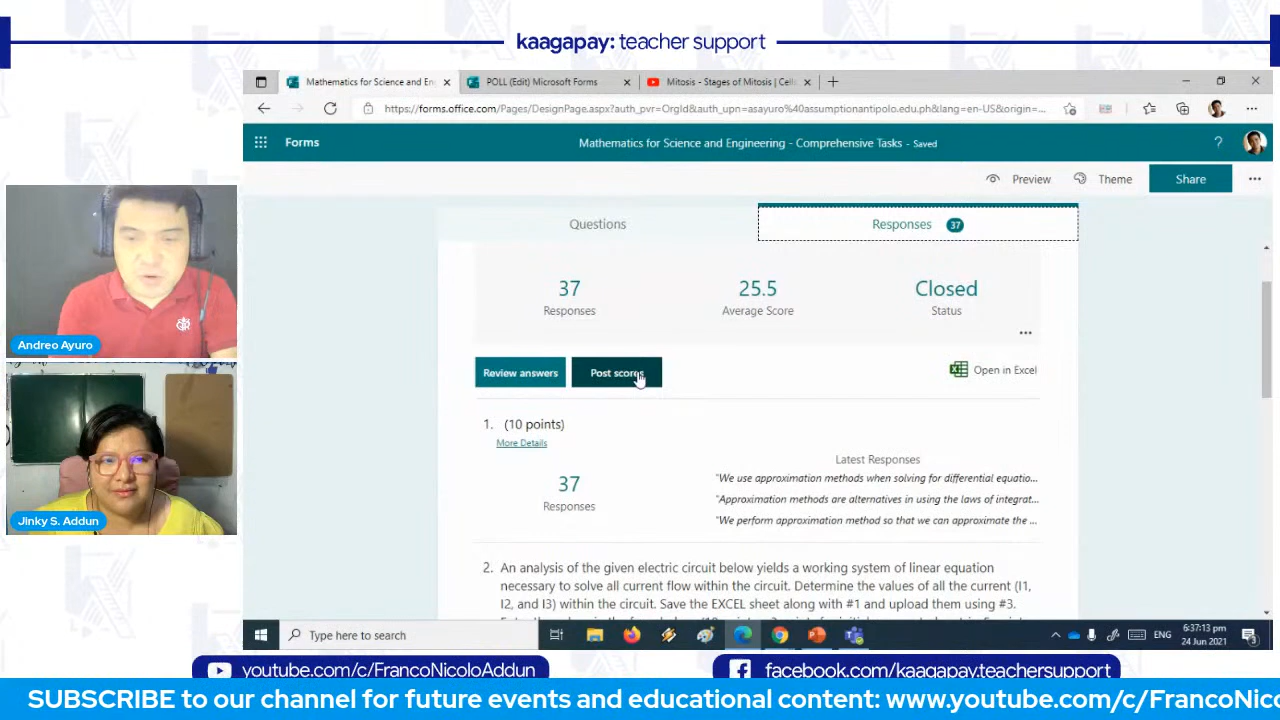 kaagapay: teacher support
Mathematics for Science and En
POLL (Edit) Microsoft Forms
Mitosis - Stages of Mitosis | Cell
https://forms.office.com/Pages/DesignPage.aspx?auth_pvr=OrgId&auth_upn=asayuro%40assumptionantipolo.edu.ph&lang=en-US&origin=...
Forms
Mathematics for Science and Engineering - Comprehensive Tasks - Saved
?
Preview
Theme
Share
Questions
Responses 37
37
Responses
25.5
Average Score
Closed
Status
Review answers
Post scores
Open in Excel
1. (10 points)
More Details
37
Responses
Latest Responses
"We use approximation methods when solving for differential equatio...
"Approximation methods are alternatives in using the laws of integrat...
"We perform approximation method so that we can approximate the ...
2. An analysis of the given electric circuit below yields a working system of linear equation
necessary to solve all current flow within the circuit. Determine the values of all the current (I1,
I2, and I3) within the circuit. Save the EXCEL sheet along with #1 and upload them using #3.
Andreo Ayuro
Jinky S. Addun
Type here to search
ENG
6:37:13 pm
24 Jun 2021
3
youtube.com/c/FrancoNicoloAddun
facebook.com/kaagapay.teachersupport
SUBSCRIBE to our channel for future events and educational content: www.youtube.com/c/FrancoNico